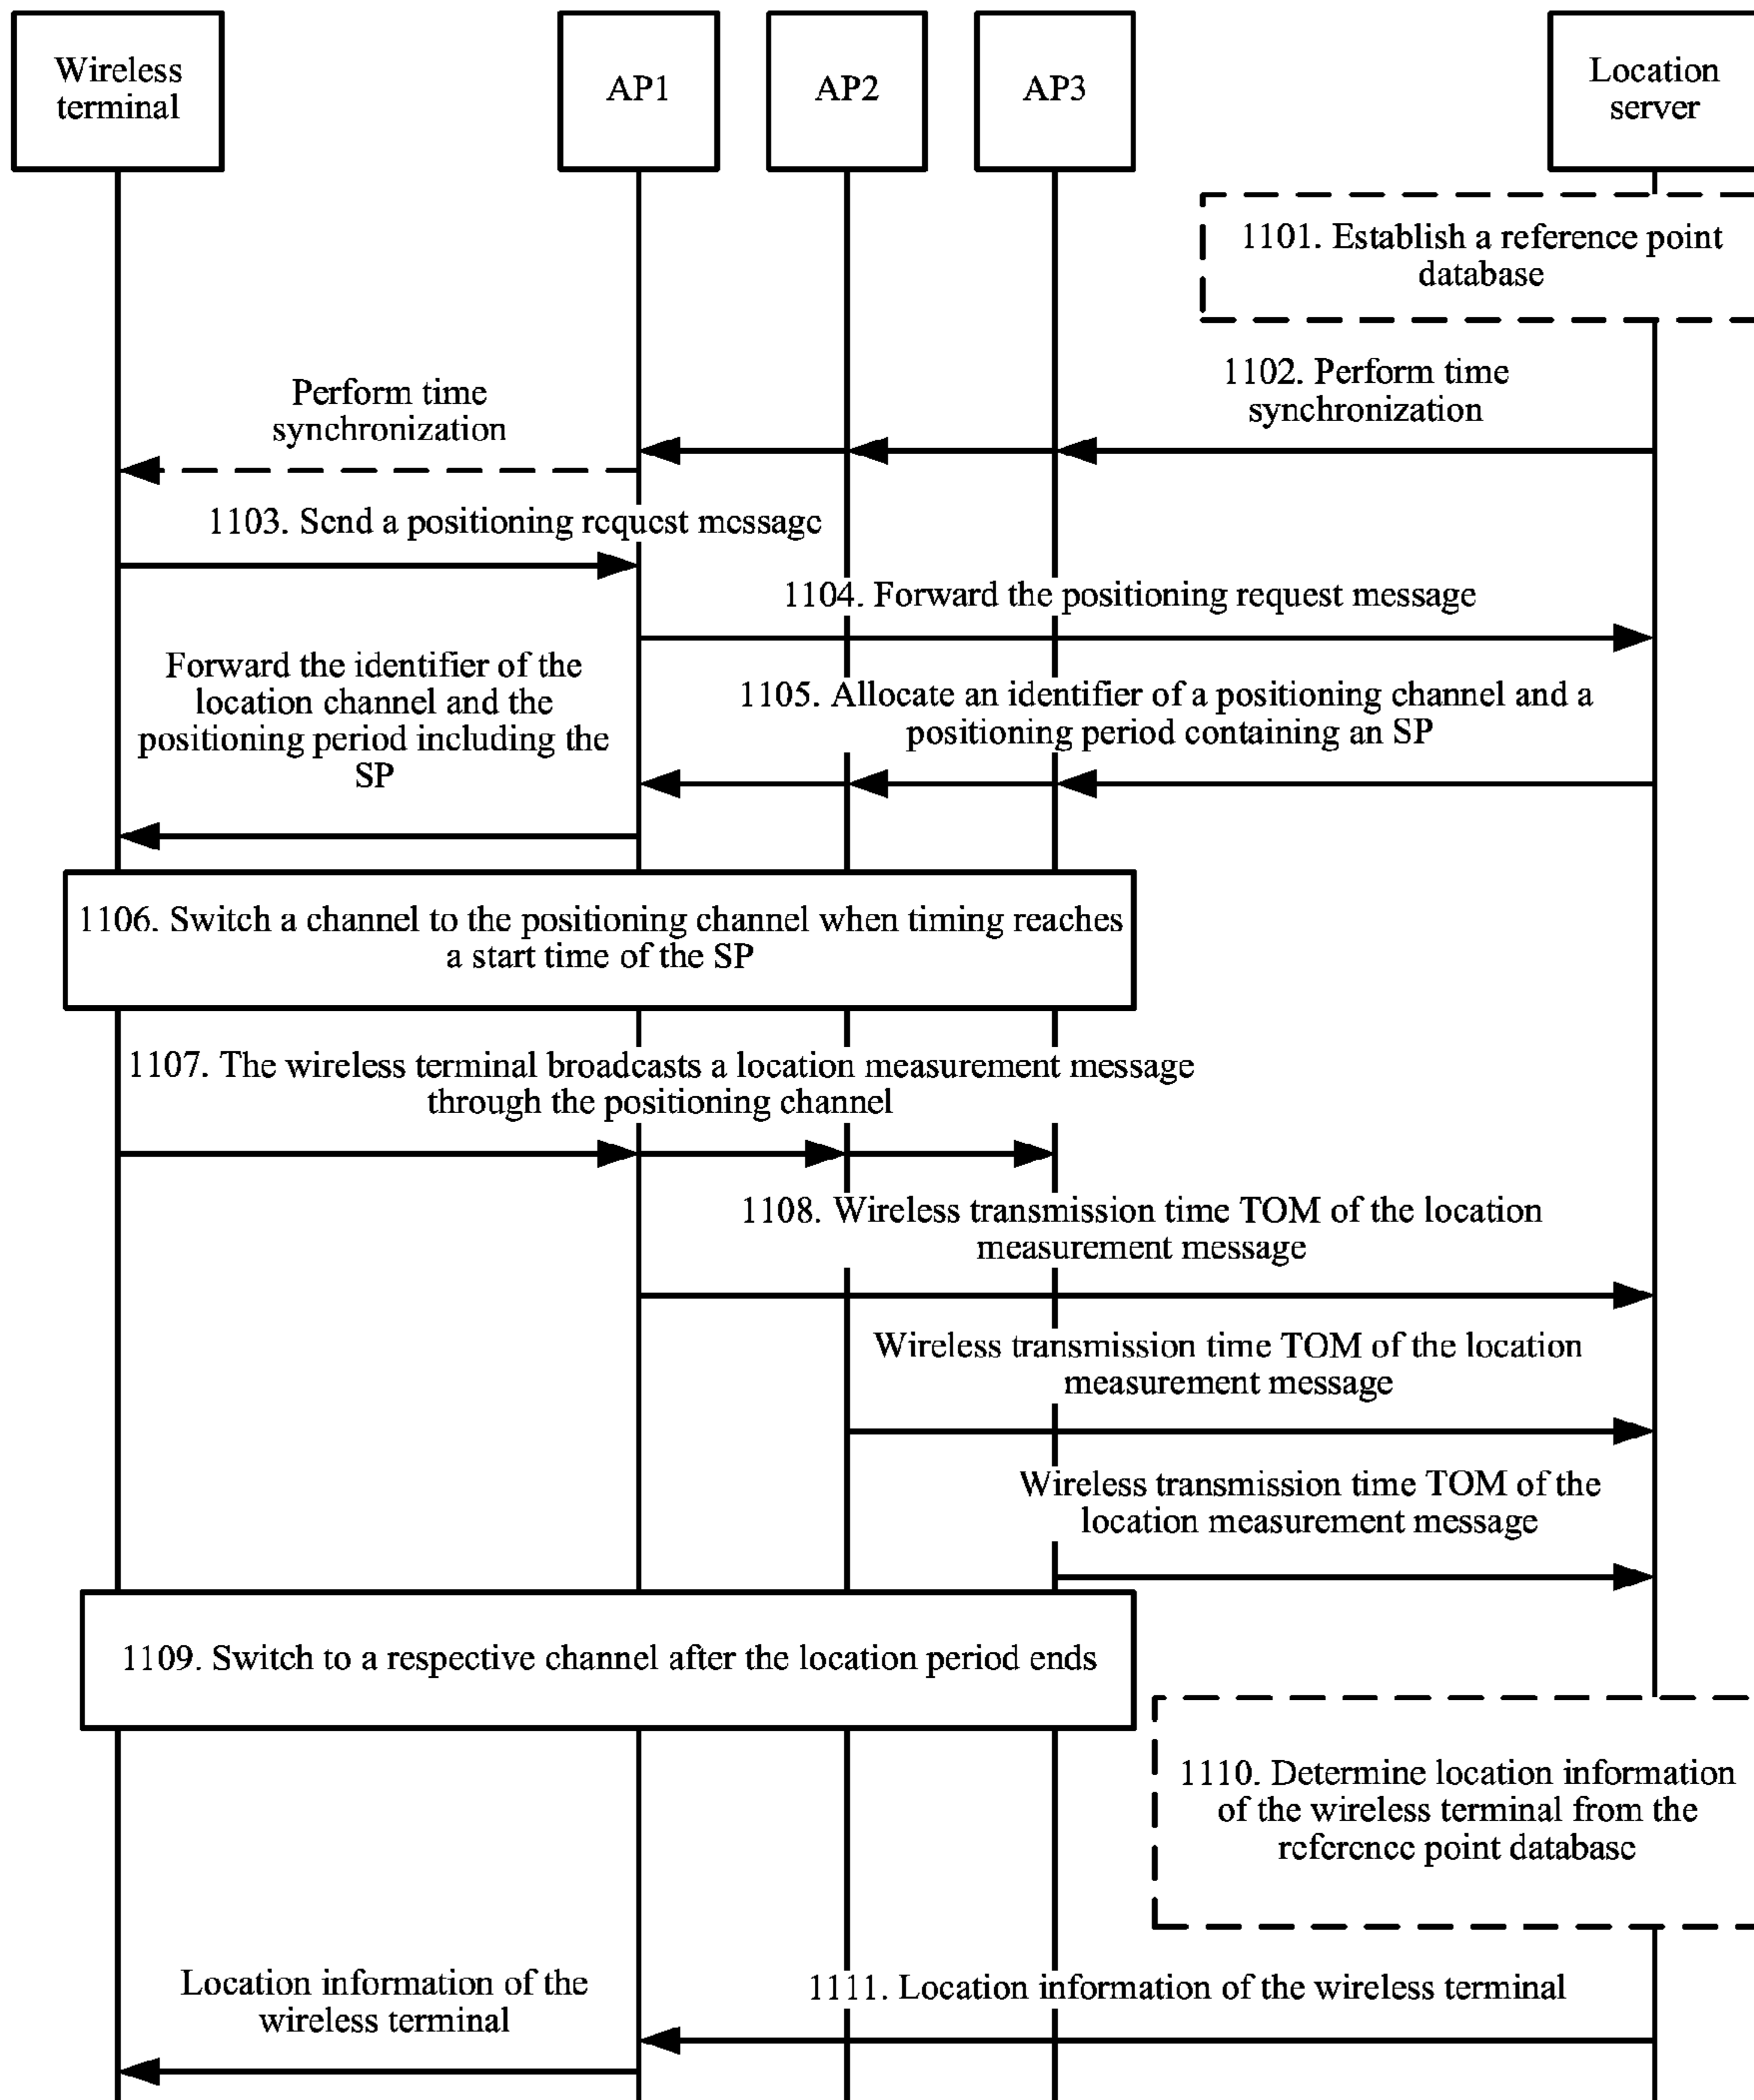 Wireless
terminal
AP1
AP2
AP3
Location
server
1101. Establish a reference point
database
1102. Perform time
synchronization
Perform time
synchronization
1103. Send a positioning request message
1104. Forward the positioning request message
Forward the identifier of the
location channel and the
positioning period including the
SP
1105. Allocate an identifier of a positioning channel and a
positioning period containing an SP
1106. Switch a channel to the positioning channel when timing reaches
a start time of the SP
1107. The wireless terminal broadcasts a location measurement message
through the positioning channel
1108. Wireless transmission time TOM of the location
measurement message
Wireless transmission time TOM of the location
measurement message
Wireless transmission time TOM of the
location measurement message
1109. Switch to a respective channel after the location period ends
1110. Determine location information
of the wireless terminal from the
reference point database
Location information of the
wireless terminal
1111. Location information of the wireless terminal